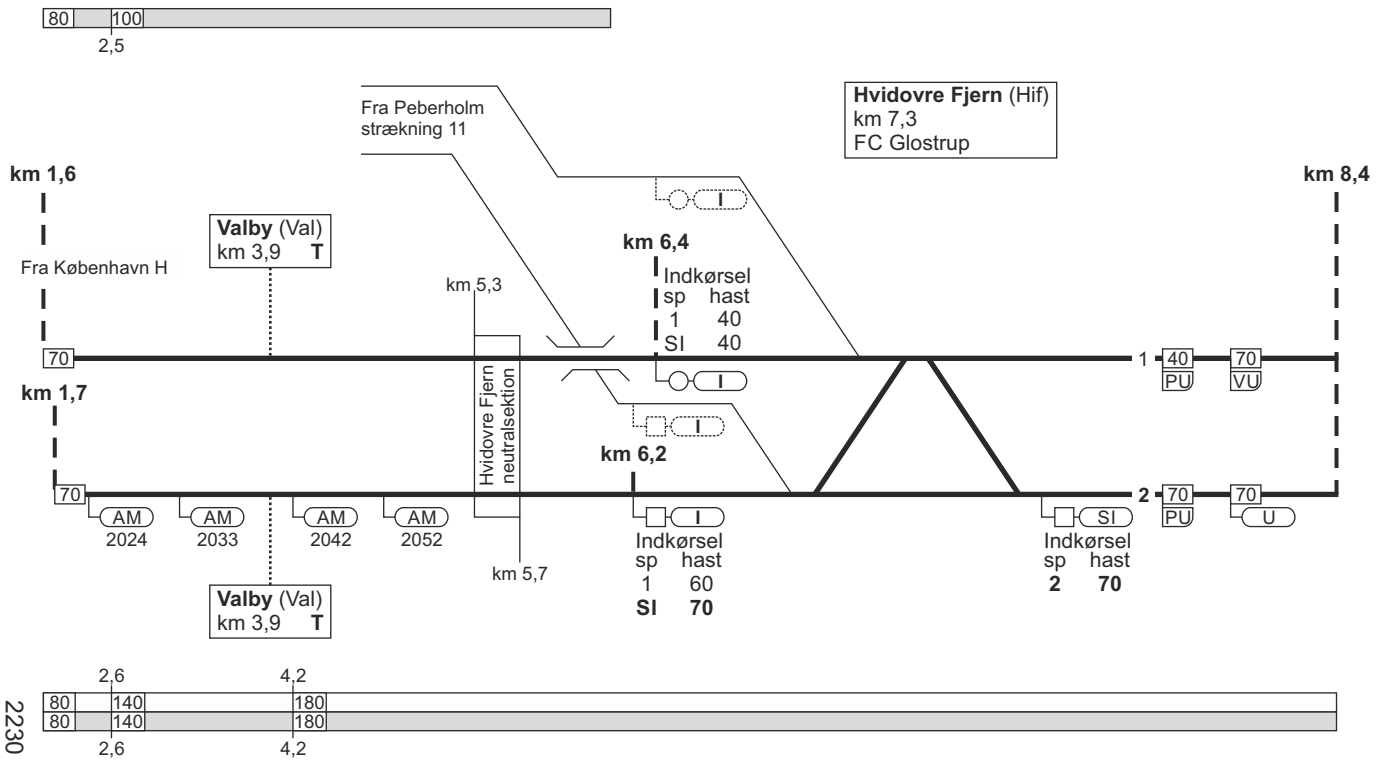 80 100
2,5
Hvidovre Fjern (Hif)
km 7,3
FC Glostrup
Fra Peberholm
strækning 11
km 1,6
km 8,4
I
Valby (Val)
km 3,9 T
km 6,4
Fra København H
Indkørsel
sp hast
1 40
SI 40
km 5,3
70
1 40 70
PU VU
I
km 1,7
Hvidovre Fjern
neutralsektion
I
km 6,2
70
2 70 70
PU U
AM AM AM AM
2024 2033 2042 2052
I
Indkørsel
sp hast
1 60
SI 70
SI
Indkørsel
sp hast
2 70
km 5,7
Valby (Val)
km 3,9 T
2,6 4,2
80 140 180
80 140 180
2,6 4,2
2230